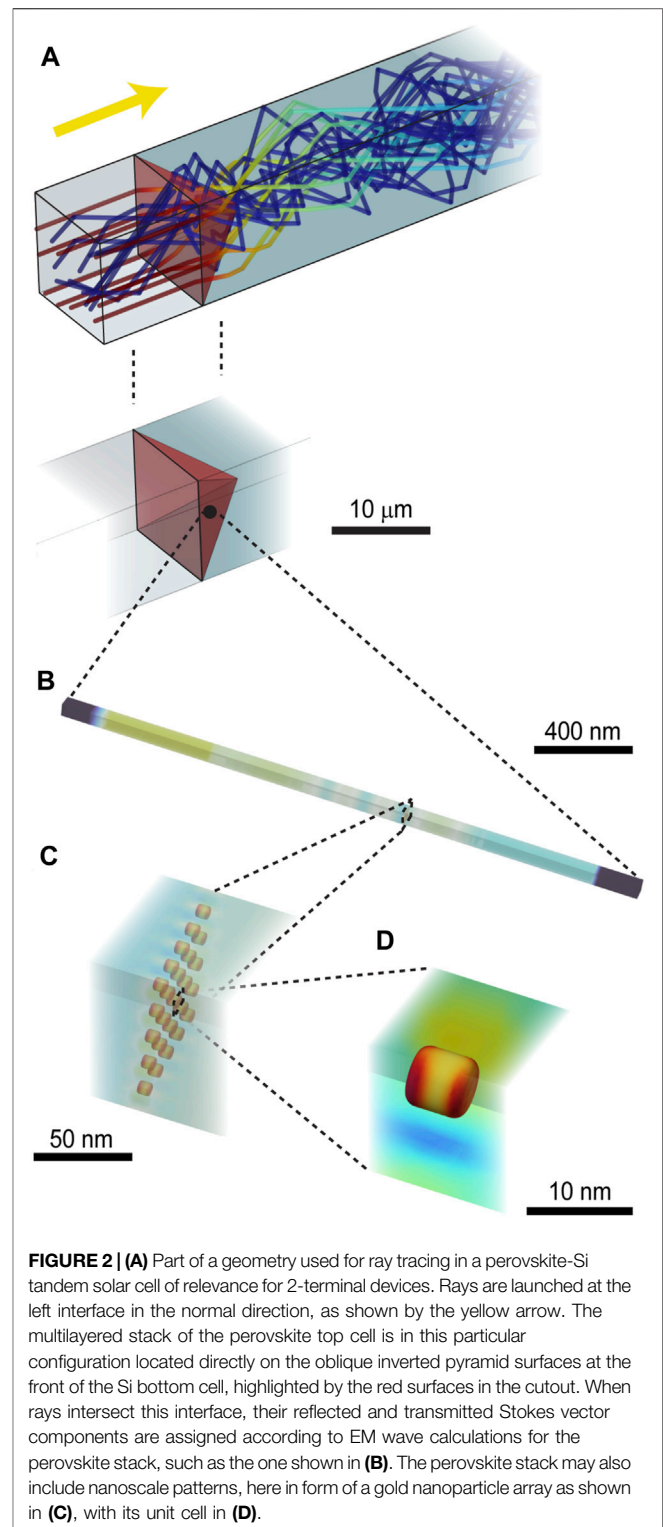 A
10 μm
B
400 nm
C
D
50 nm
10 nm
FIGURE 2 | (A) Part of a geometry used for ray tracing in a perovskite-Si
tandem solar cell of relevance for 2-terminal devices. Rays are launched at the
left interface in the normal direction, as shown by the yellow arrow. The
multilayered stack of the perovskite top cell is in this particular
configuration located directly on the oblique inverted pyramid surfaces at the
front of the Si bottom cell, highlighted by the red surfaces in the cutout. When
rays intersect this interface, their reflected and transmitted Stokes vector
components are assigned according to EM wave calculations for the
perovskite stack, such as the one shown in (B). The perovskite stack may also
include nanoscale patterns, here in form of a gold nanoparticle array as shown
in (C), with its unit cell in (D).